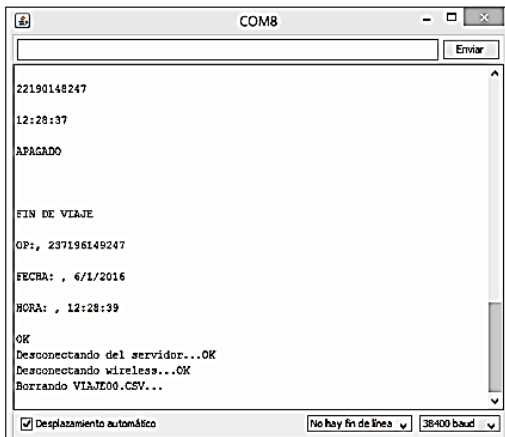 COM8
Enviar
22190148247
12:28:37
APAGADO
FIN DE VIAJE
OP:, 237196149247
FECHA: , 6/1/2016
HORA: , 12:28:39
OK
Desconectando del servidor...OK
Desconectando wireless...OK
Borrando VIAJE00.CSV...
Desplazamiento automático
No hay fin de línea
38400 baud